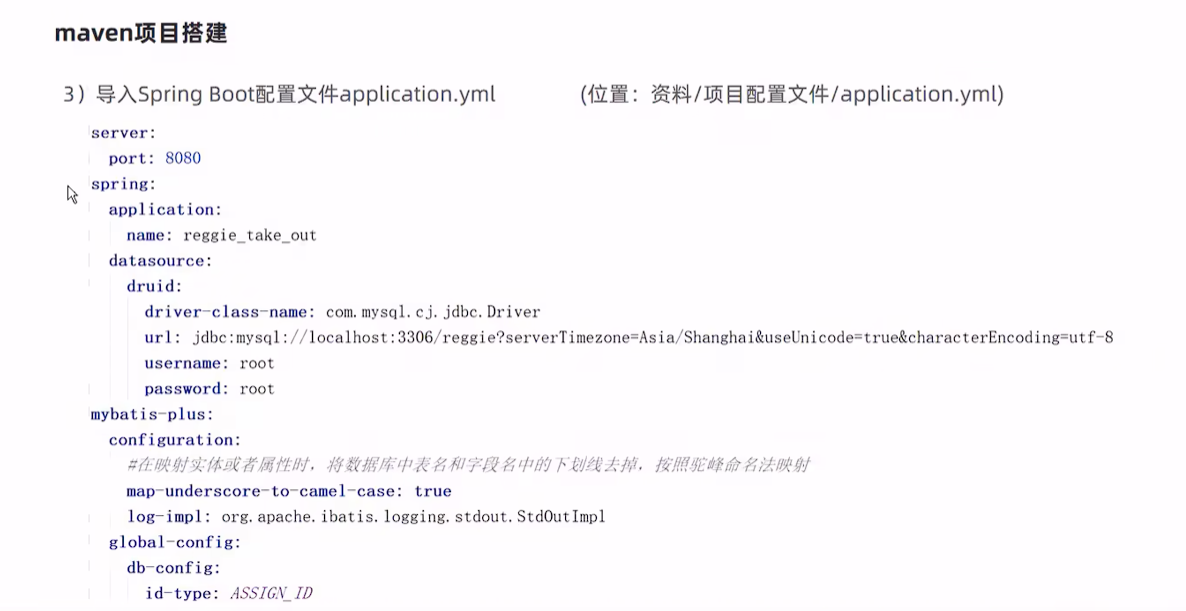 maven项目搭建
3）导入Spring Boot配置文件application.yml (位置：资料/项目配置文件/application.yml)
server:
  port: 8080
spring:
  application:
    name: reggie_take_out
  datasource:
    druid:
      driver-class-name: com.mysql.cj.jdbc.Driver
      url: jdbc:mysql://localhost:3306/reggie?serverTimezone=Asia/Shanghai&useUnicode=true&characterEncoding=utf-8
      username: root
      password: root
mybatis-plus:
  configuration:
    #在映射实体或者属性时，将数据库中表名和字段名中的下划线去掉，按照驼峰命名法映射
    map-underscore-to-camel-case: true
    log-impl: org.apache.ibatis.logging.stdout.StdOutImpl
  global-config:
    db-config:
      id-type: ASSIGN_ID